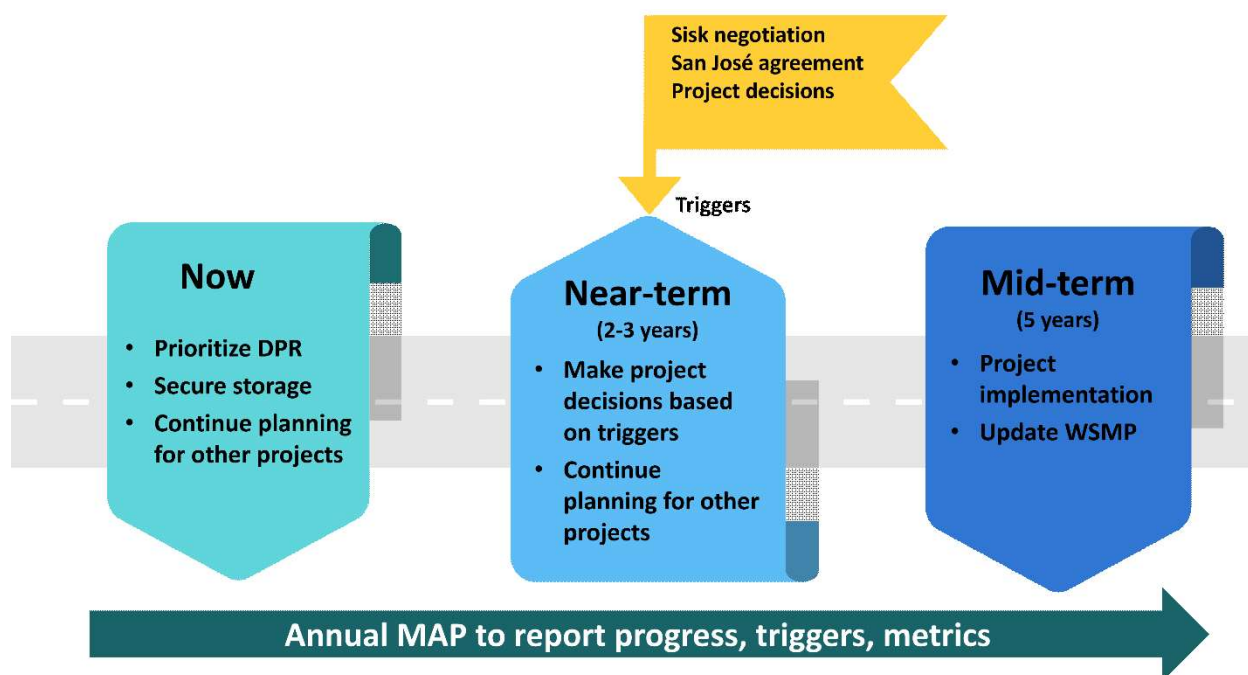 Sisk negotiation
San José agreement
Project decisions
Triggers
Now
• Prioritize DPR
• Secure storage
• Continue planning
for other projects
Near-term
(2-3 years)
• Make project
decisions based
on triggers
• Continue
planning for other
projects
Mid-term
(5 years)
• Project
implementation
• Update WSMP
Annual MAP to report progress, triggers, metrics